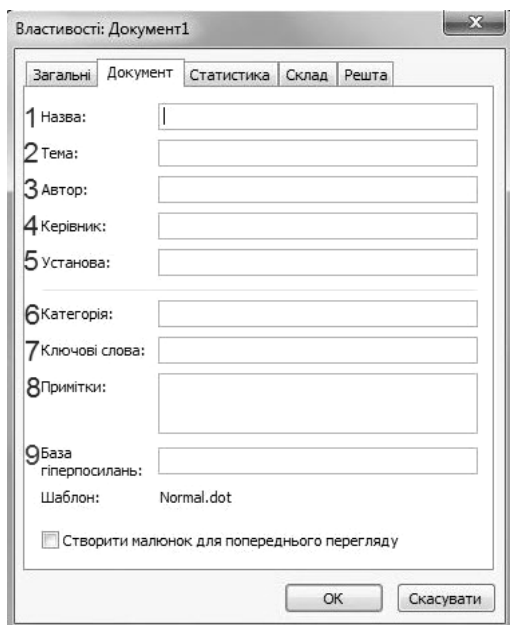 Властивості: Документ1
Загальні Документ Статистика Склад Решта
1 Назва:
2 Тема:
3 Автор:
4 Керівник:
5 Установа:
6 Категорія:
7 Ключові слова:
8 Примітки:
9 База
гіперпосилань:
Шаблон: Normal.dot
Створити малюнок для попереднього перегляду
ОК Скасувати